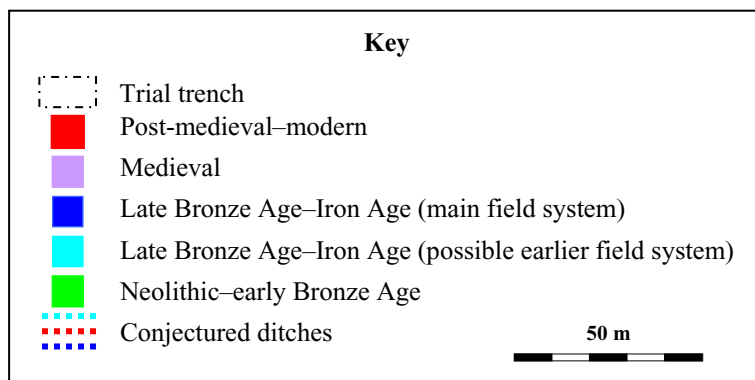 Key
Trial trench
Post-medieval–modern
Medieval
Late Bronze Age–Iron Age (main field system)
Late Bronze Age–Iron Age (possible earlier field system)
Neolithic–early Bronze Age
Conjectured ditches
50 m